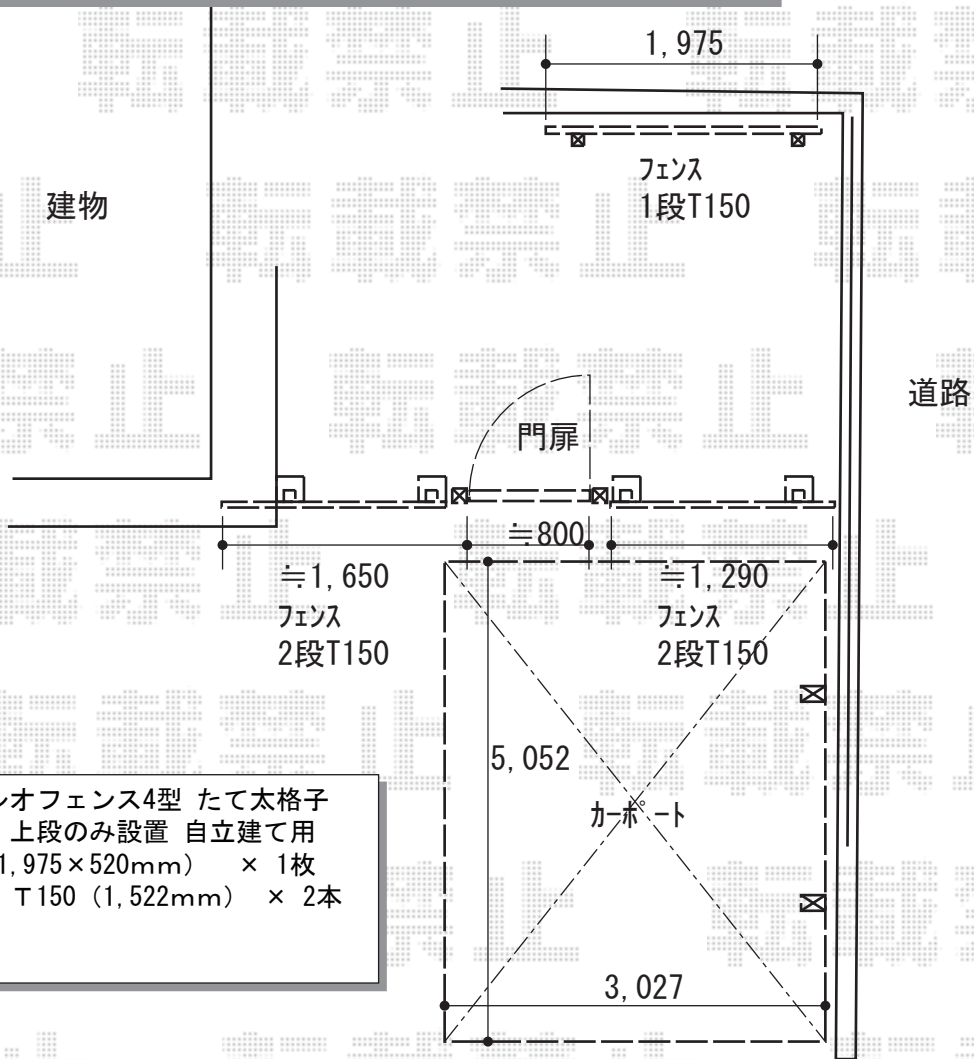 1,975
フェンス
1段T150
建物
道路
門扉
≒800
≒1,650
フェンス
2段T150
≒1,290
フェンス
2段T150
5,052
カーポート
3,027
オフェンス4型 たて太格子
上段のみ設置 自立建て用
1,975×520mm） × 1枚
T150（1,522mm） × 2本
転載禁止